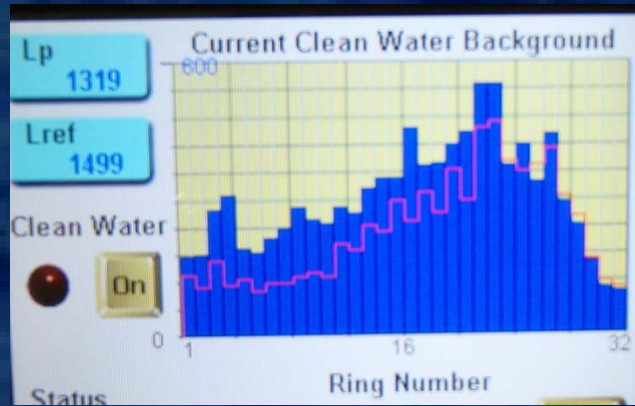 Lp
1319
Current Clean Water Background
600
Lref
1499
Clean Water
On
0
1
16
32
Ring Number
Status